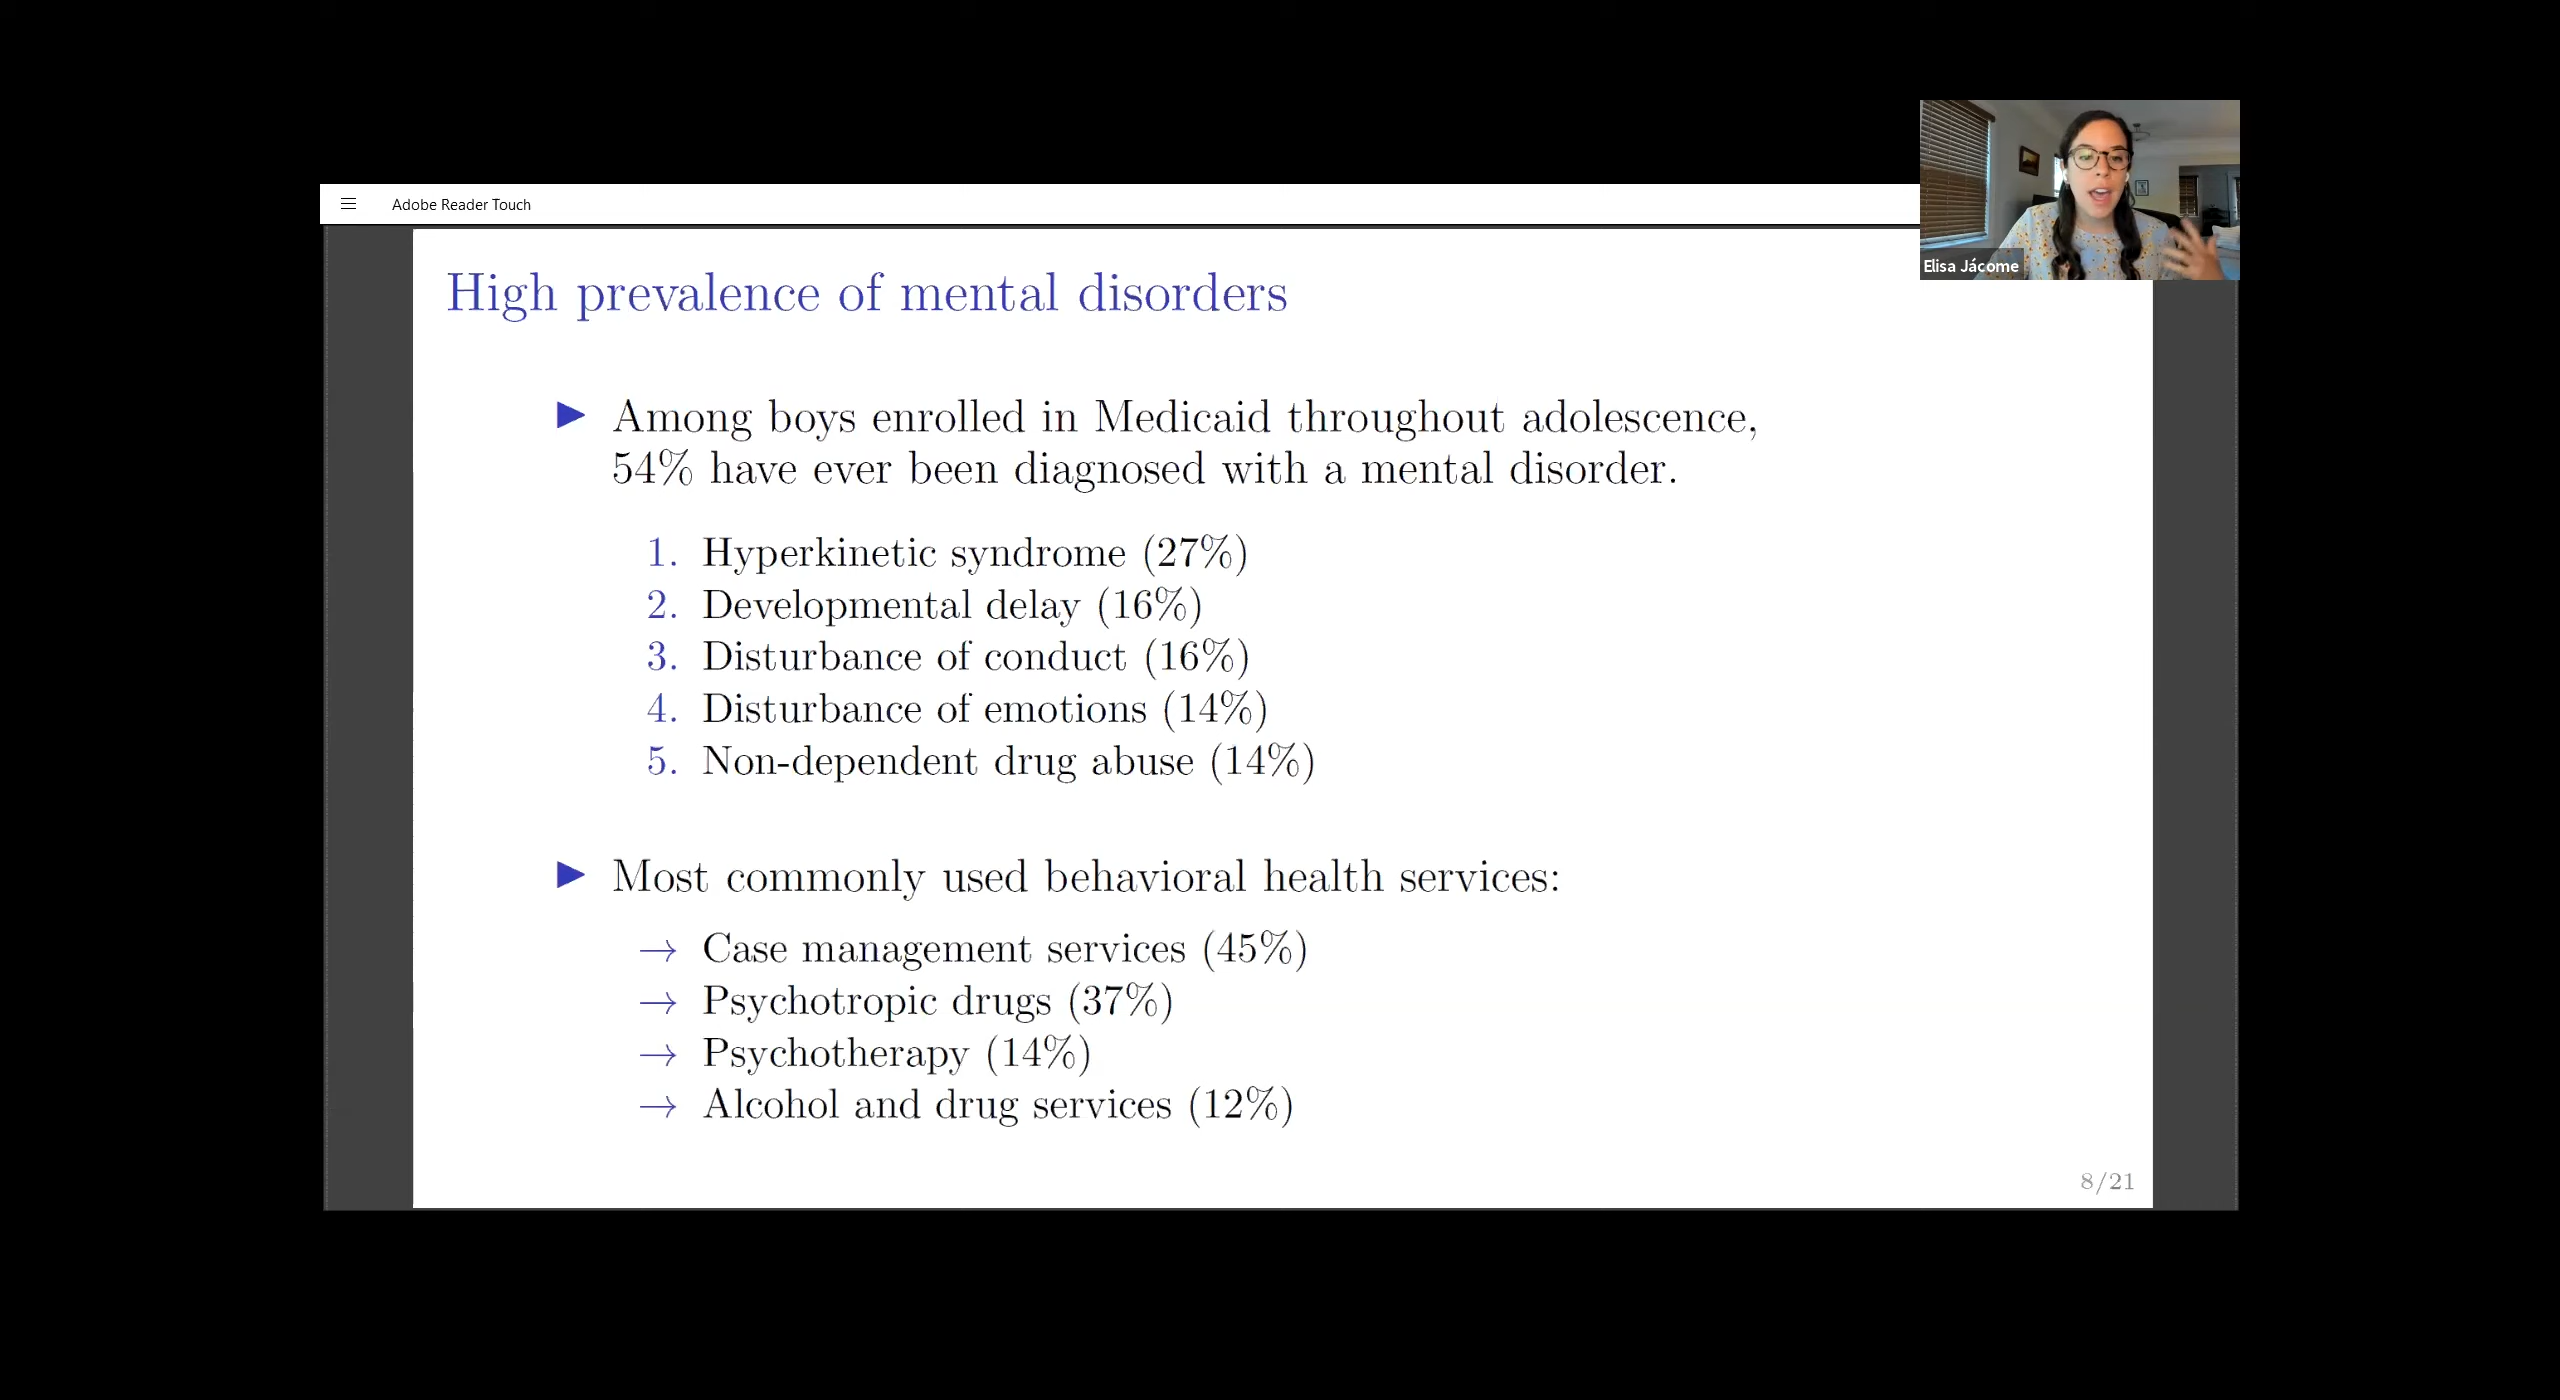 Adobe Reader Touch
Elisa Jácome
High prevalence of mental disorders
▶ Among boys enrolled in Medicaid throughout adolescence,
54% have ever been diagnosed with a mental disorder.
1. Hyperkinetic syndrome (27%)
2. Developmental delay (16%)
3. Disturbance of conduct (16%)
4. Disturbance of emotions (14%)
5. Non-dependent drug abuse (14%)
▶ Most commonly used behavioral health services:
→ Case management services (45%)
→ Psychotropic drugs (37%)
→ Psychotherapy (14%)
→ Alcohol and drug services (12%)
8/21